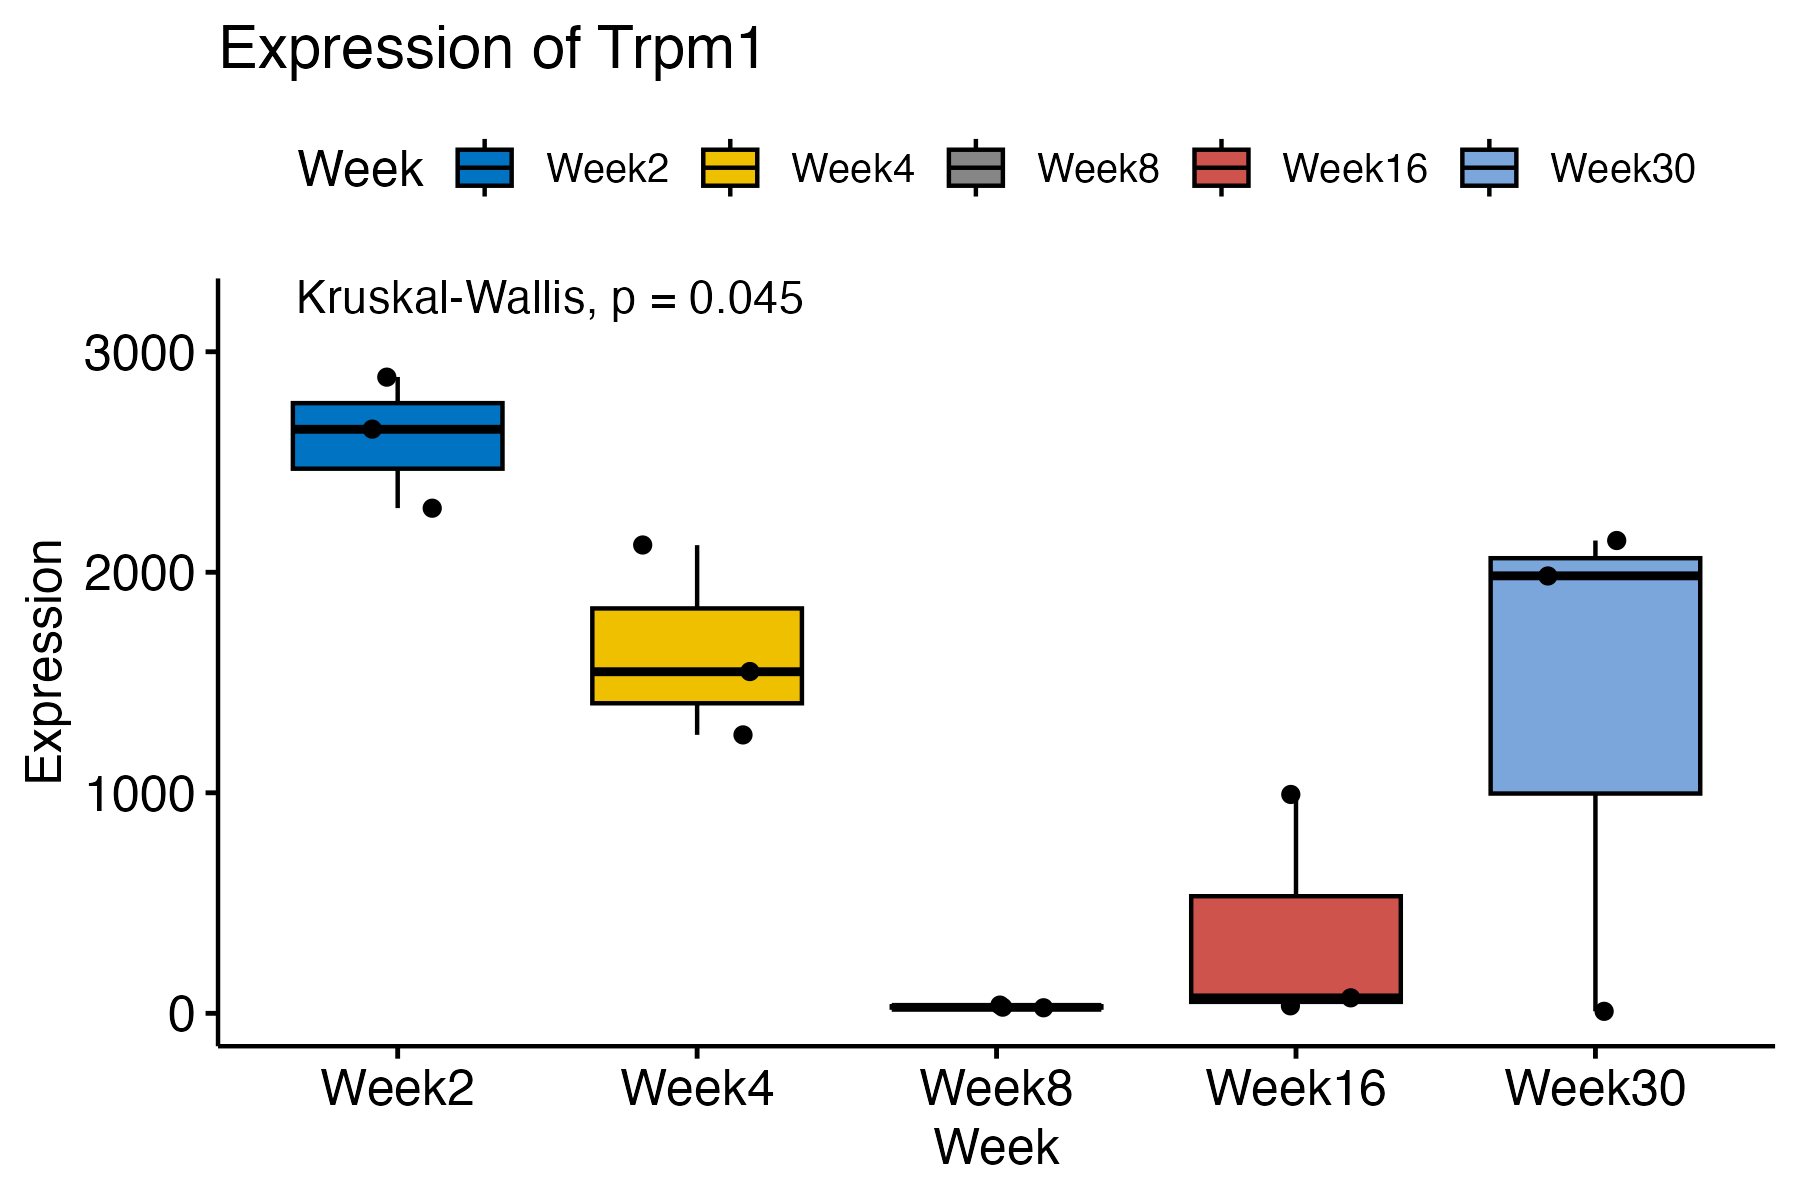 Expression of Trpm1
Week Week2 Week4 Week8 Week16 Week30
Kruskal-Wallis, p = 0.045
3000
2000
1000
0
Expression
Week2 Week4 Week8 Week16 Week30
Week